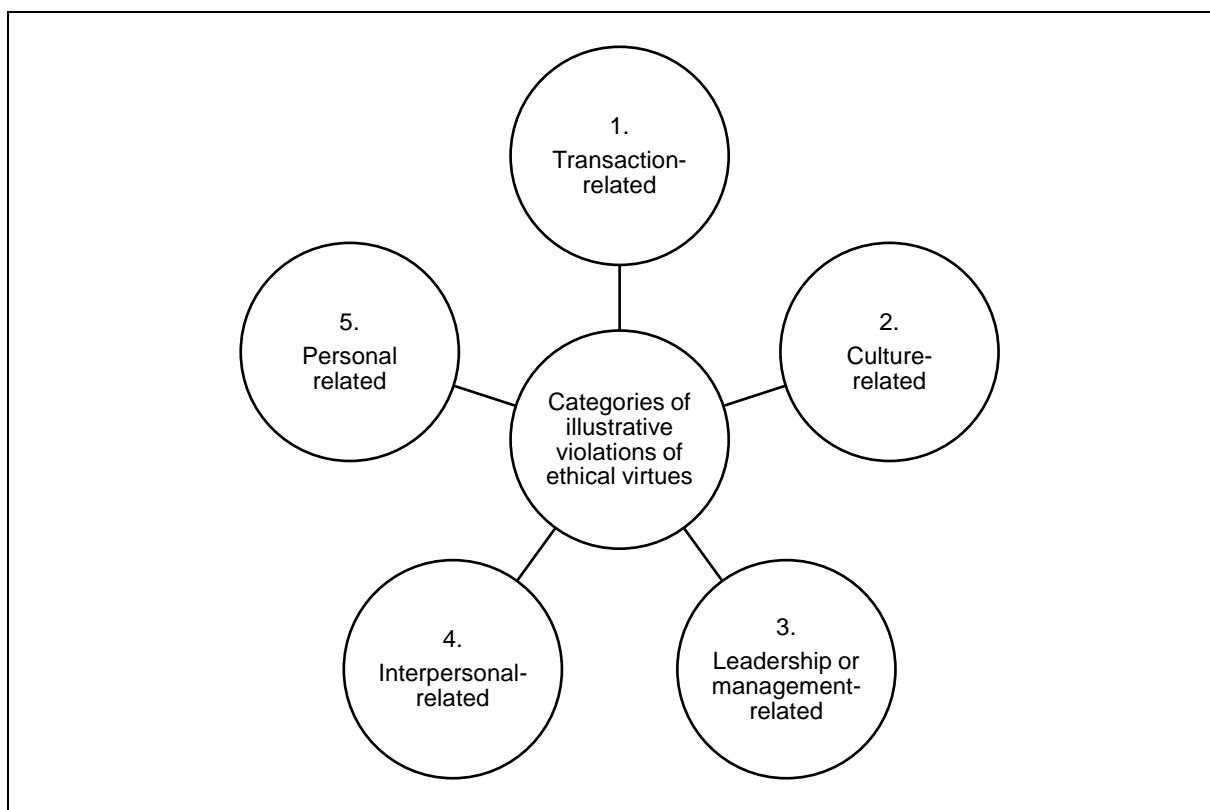 1.
Transaction-
related
2.
Culture-
related
3.
Leadership or
management-
related
4.
Interpersonal-
related
5.
Personal
related
Categories of
illustrative
violations of
ethical virtues